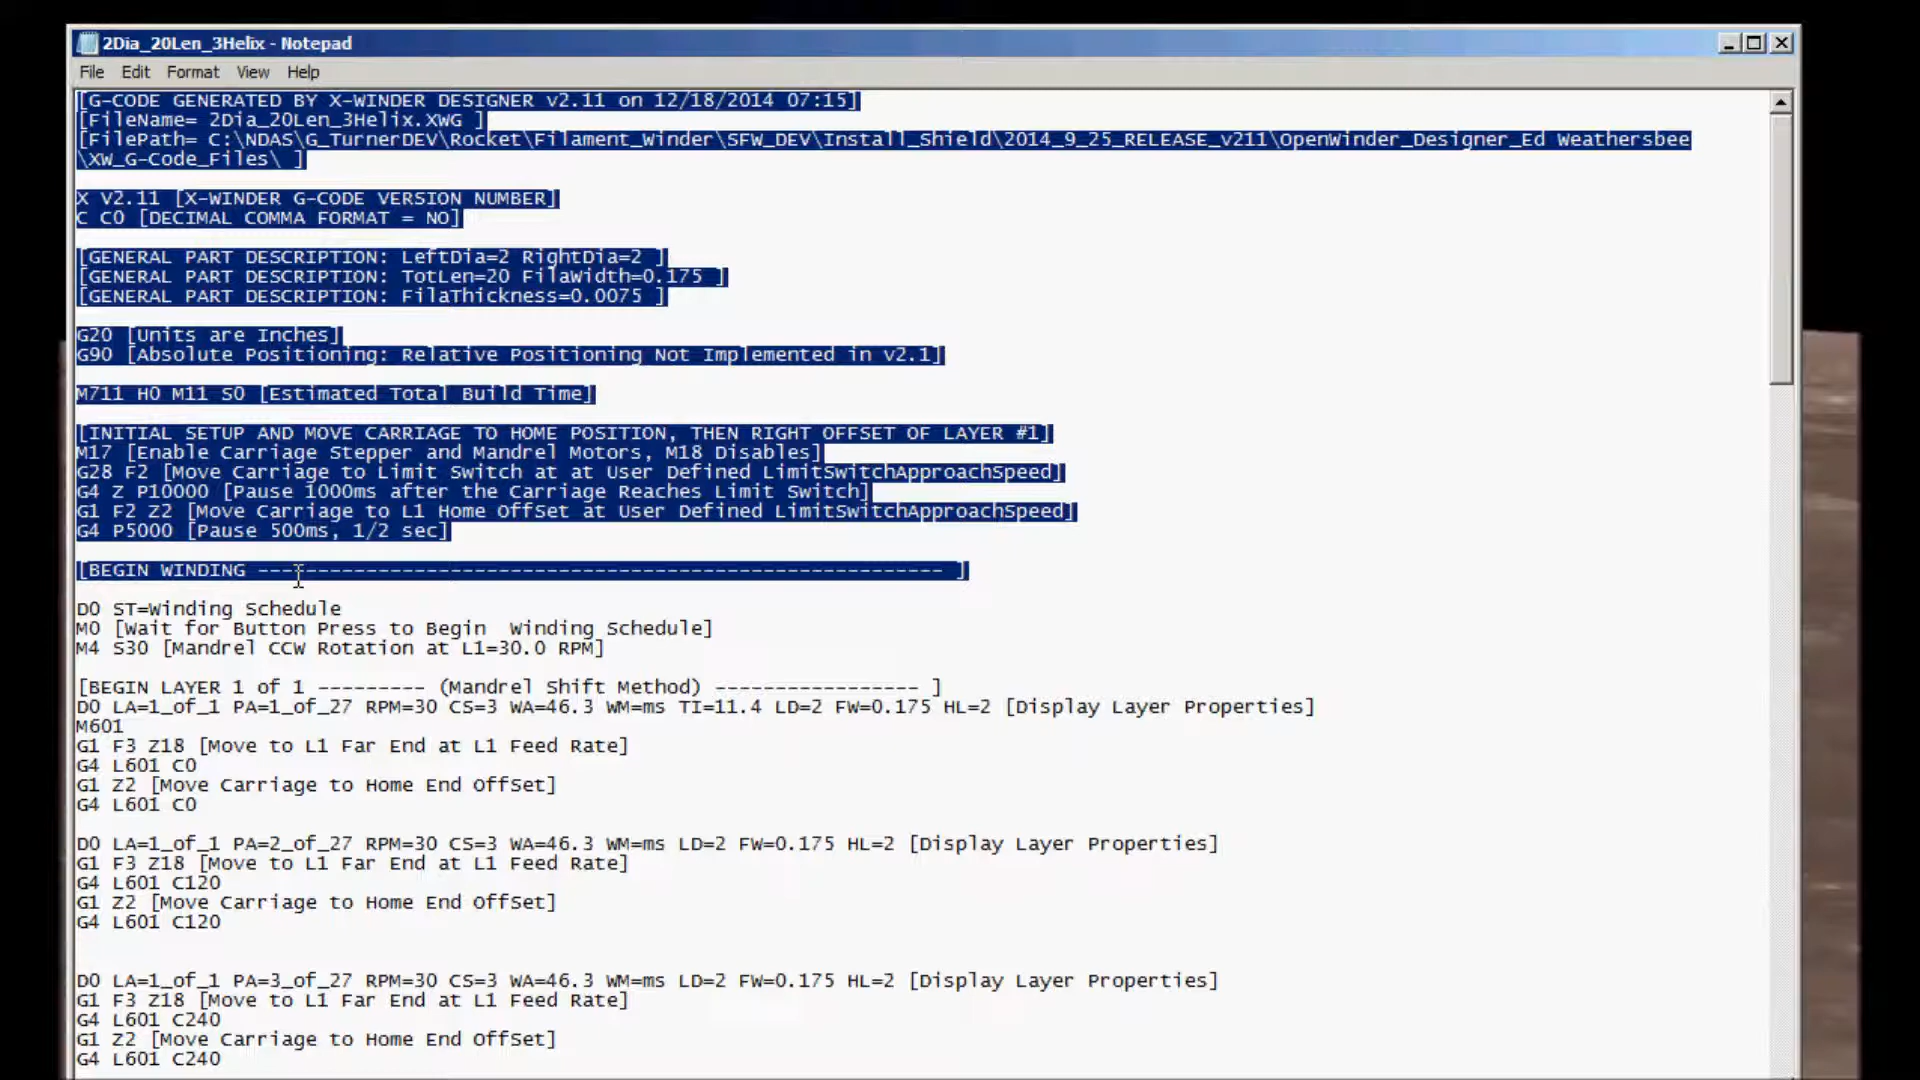 2Dia_20Len_3Helix - Notepad
File Edit Format View Help
[G-CODE GENERATED BY X-WINDER DESIGNER v2.11 on 12/18/2014 07:15]
[FileName= 2Dia_20Len_3Helix.XWG ]
[FilePath= C:\NDAS\G_TurnerDEV\Rocket\Filament_Winder\SFW_DEV\Install_Shield\2014_9_25_RELEASE_v211\OpenWinder_Designer_Ed Weathersbee
\XW_G-Code_Files\ ]
X V2.11 [X-WINDER G-CODE VERSION NUMBER]
C C0 [DECIMAL COMMA FORMAT = NO]
[GENERAL PART DESCRIPTION: LeftDia=2 RightDia=2 ]
[GENERAL PART DESCRIPTION: TotLen=20 FilaWidth=0.175 ]
[GENERAL PART DESCRIPTION: FilaThickness=0.0075 ]
G20 [Units are Inches]
G90 [Absolute Positioning: Relative Positioning Not Implemented in v2.1]
M711 H0 M11 S0 [Estimated Total Build Time]
[INITIAL SETUP AND MOVE CARRIAGE TO HOME POSITION, THEN RIGHT OFFSET OF LAYER #1]
M17 [Enable Carriage Stepper and Mandrel Motors, M18 Disables]
G28 F2 [Move Carriage to Limit Switch at at User Defined LimitSwitchApproachSpeed]
G4 Z P10000 [Pause 1000ms after the Carriage Reaches Limit Switch]
G1 F2 Z2 [Move Carriage to L1 Home OffSet at User Defined LimitSwitchApproachSpeed]
G4 P5000 [Pause 500ms, 1/2 sec]
[BEGIN WINDING --------------------------------------------------------- ]
D0 ST=Winding Schedule
M0 [Wait for Button Press to Begin  Winding Schedule]
M4 S30 [Mandrel CCW Rotation at L1=30.0 RPM]
[BEGIN LAYER 1 of 1 --------- (Mandrel Shift Method) ----------------- ]
D0 LA=1_of_1 PA=1_of_27 RPM=30 CS=3 WA=46.3 WM=ms TI=11.4 LD=2 FW=0.175 HL=2 [Display Layer Properties]
M601
G1 F3 Z18 [Move to L1 Far End at L1 Feed Rate]
G4 L601 C0
G1 Z2 [Move Carriage to Home End OffSet]
G4 L601 C0
D0 LA=1_of_1 PA=2_of_27 RPM=30 CS=3 WA=46.3 WM=ms LD=2 FW=0.175 HL=2 [Display Layer Properties]
G1 F3 Z18 [Move to L1 Far End at L1 Feed Rate]
G4 L601 C120
G1 Z2 [Move Carriage to Home End OffSet]
G4 L601 C120
D0 LA=1_of_1 PA=3_of_27 RPM=30 CS=3 WA=46.3 WM=ms LD=2 FW=0.175 HL=2 [Display Layer Properties]
G1 F3 Z18 [Move to L1 Far End at L1 Feed Rate]
G4 L601 C240
G1 Z2 [Move Carriage to Home End OffSet]
G4 L601 C240